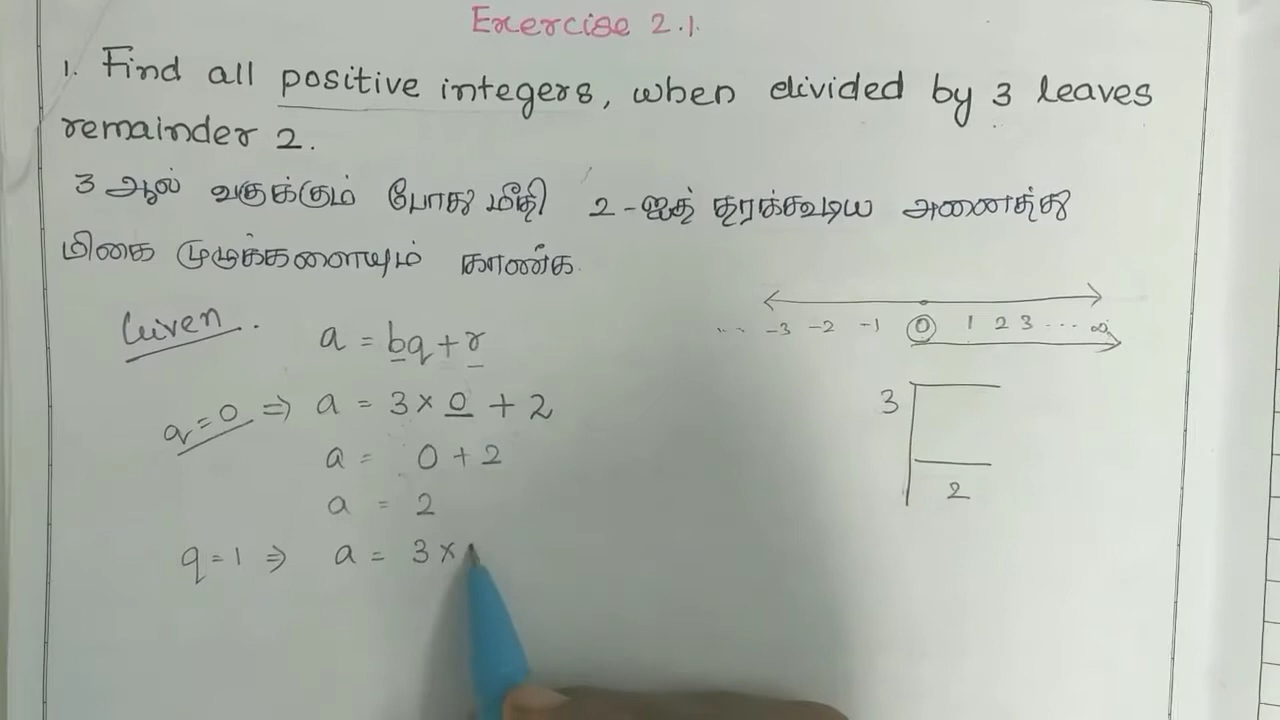 Exercise 2.1.
1. Find all positive integers, when divided by 3 leaves
remainder 2.
3 ஆல் வகுக்கும் போது மீதி 2-ஐத் தரக்கூடிய அனைத்து
மிகை முழுக்களையும் காண்க.
Given.
a = bq + r
... -3 -2 -1 0 1 2 3 ... ∞
q=0 ⇒ a = 3 × 0 + 2
3
a = 0 + 2
2
a = 2
q=1 ⇒ a = 3 ×